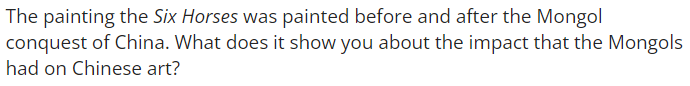 The painting the Six Horses was painted before and after the Mongol
conquest of China. What does it show you about the impact that the Mongols
had on Chinese art?